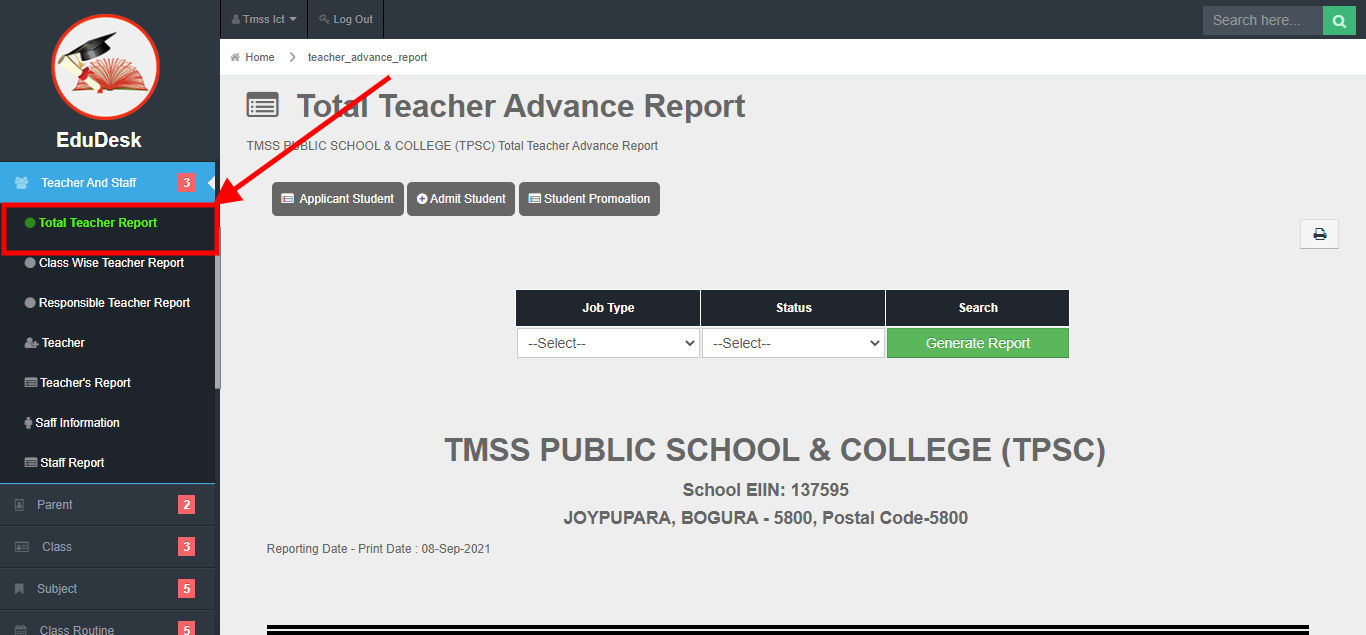 Tmss Ict
Log Out
Search here...
EduDesk
Home
teacher_advance_report
Total Teacher Advance Report
TMSS PUBLIC SCHOOL & COLLEGE (TPSC) Total Teacher Advance Report
Applicant Student
Admit Student
Student Promoation
Teacher And Staff 3
Total Teacher Report
Class Wise Teacher Report
Responsible Teacher Report
Teacher
Teacher's Report
Saff Information
Staff Report
Parent 2
Class 3
Subject 5
Class Routine 5
Job Type Status Search
--Select-- --Select-- Generate Report
TMSS PUBLIC SCHOOL & COLLEGE (TPSC)
School EIIN: 137595
JOYPUPARA, BOGURA - 5800, Postal Code-5800
Reporting Date - Print Date : 08-Sep-2021